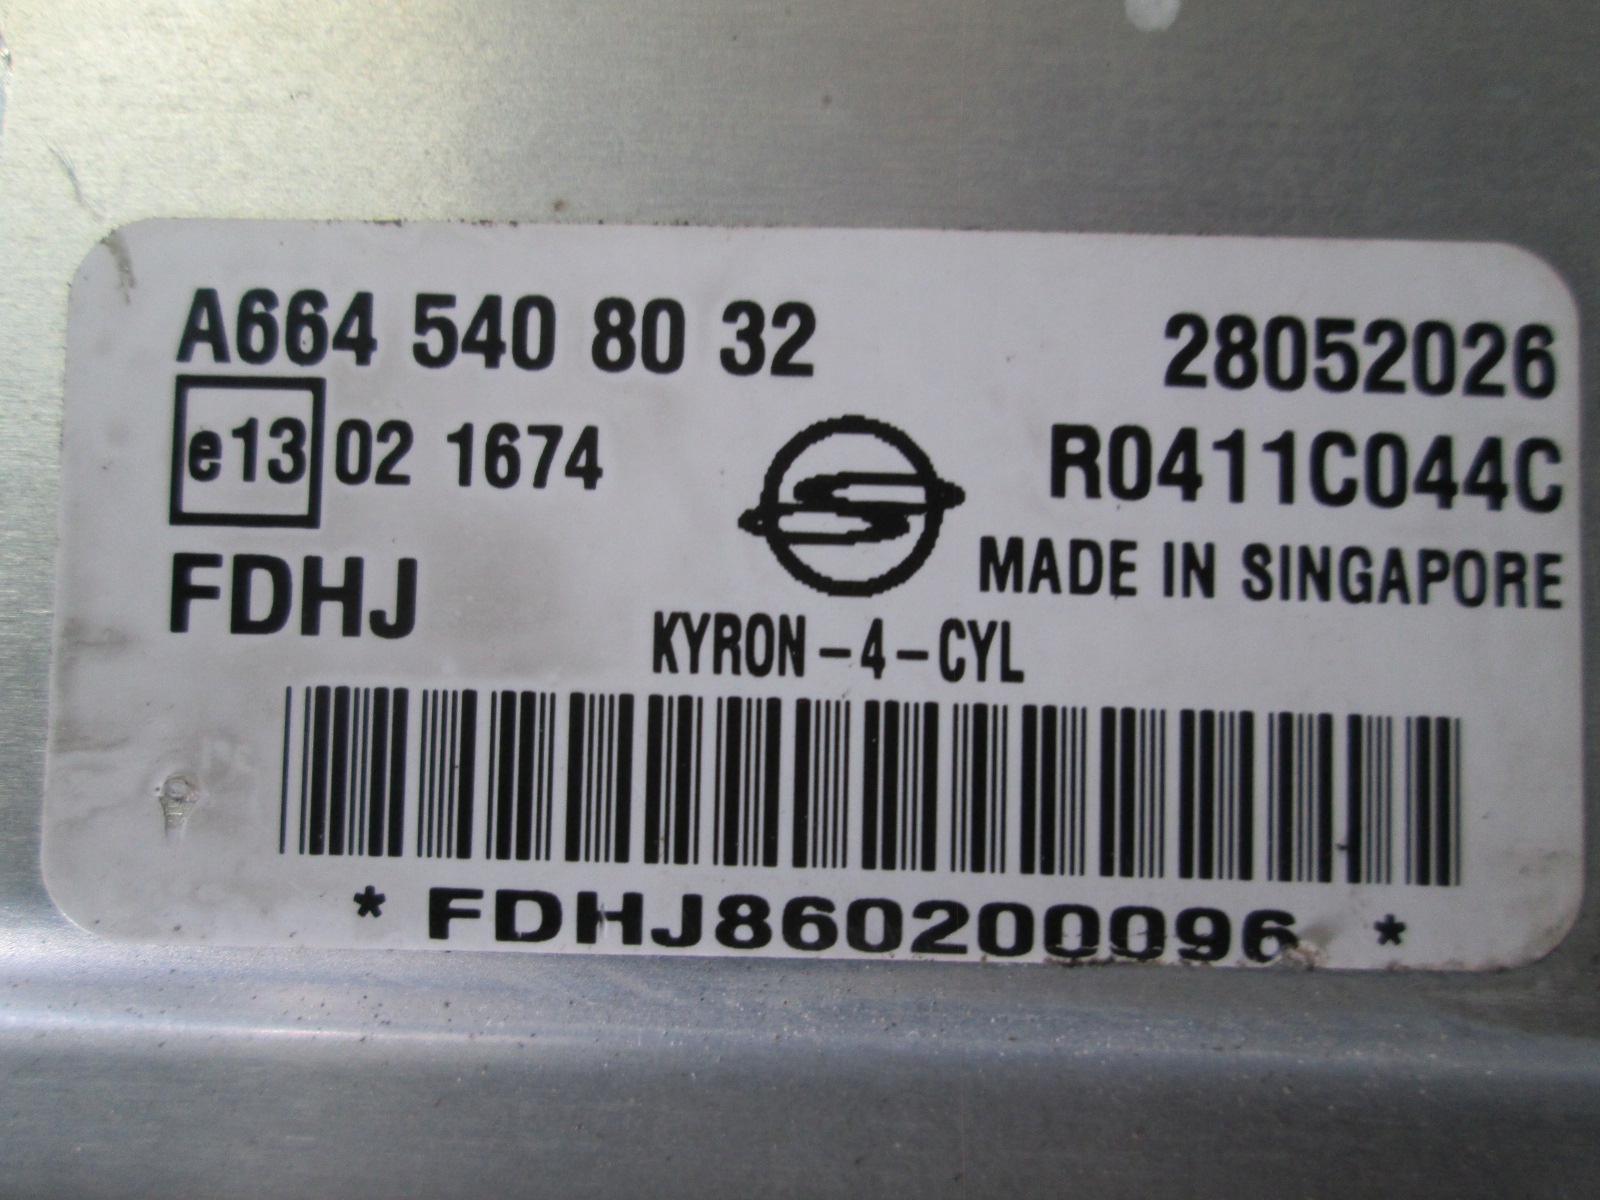 A664 540 80 32 28052026
e13 02 1674 R0411C044C
FDHJ MADE IN SINGAPORE
KYRON-4-CYL
* FDHJ860200096 *